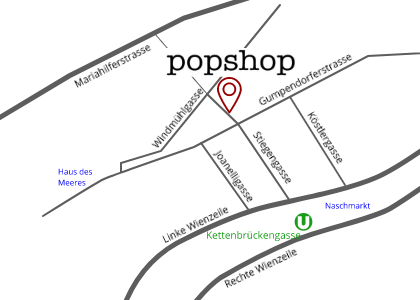 Mariahilferstrasse
popshop
Gumpendorferstrasse
Windmühlgasse
Köstlergasse
Stiegengasse
Joanelligasse
Haus des
Meeres
Naschmarkt
Linke Wienzeile
U
Kettenbrückengasse
Rechte Wienzeile